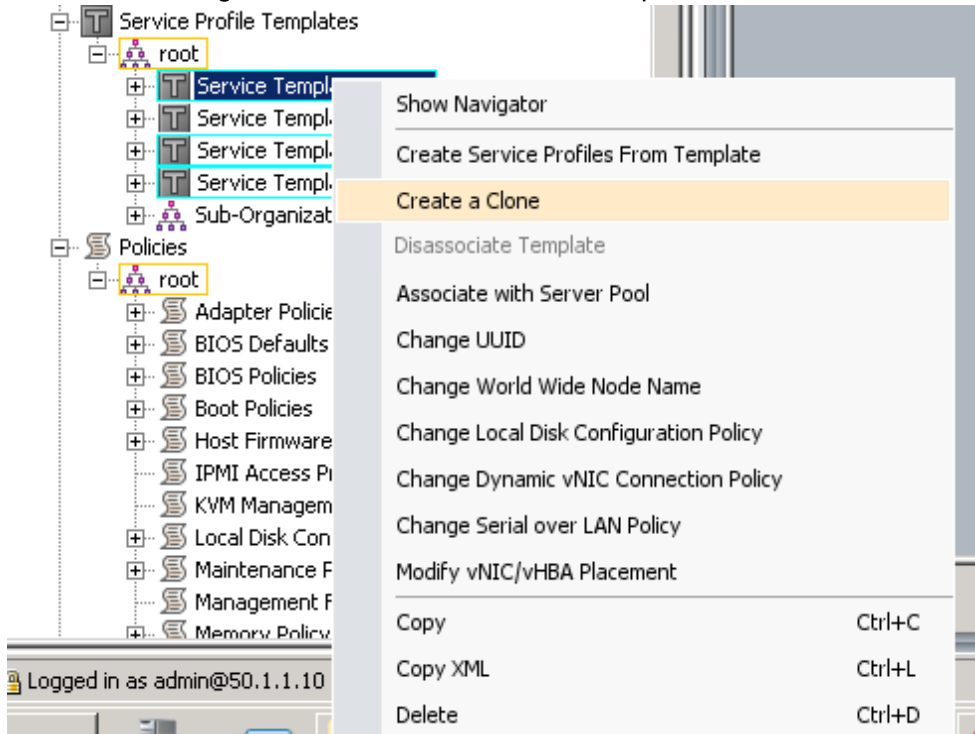 Service Profile Templates
root
Service Templ
Service Templ
Service Templ
Service Templ
Sub-Organizat
Policies
root
Adapter Policie
BIOS Defaults
BIOS Policies
Boot Policies
Host Firmware
IPMI Access P
KVM Managem
Local Disk Con
Maintenance
Management
Memory Policy
Logged in as admin@50.1.1.10
Show Navigator
Create Service Profiles From Template
Create a Clone
Disassociate Template
Associate with Server Pool
Change UUID
Change World Wide Node Name
Change Local Disk Configuration Policy
Change Dynamic vNIC Connection Policy
Change Serial over LAN Policy
Modify vNIC/vHBA Placement
Copy Ctrl+C
Copy XML Ctrl+L
Delete Ctrl+D